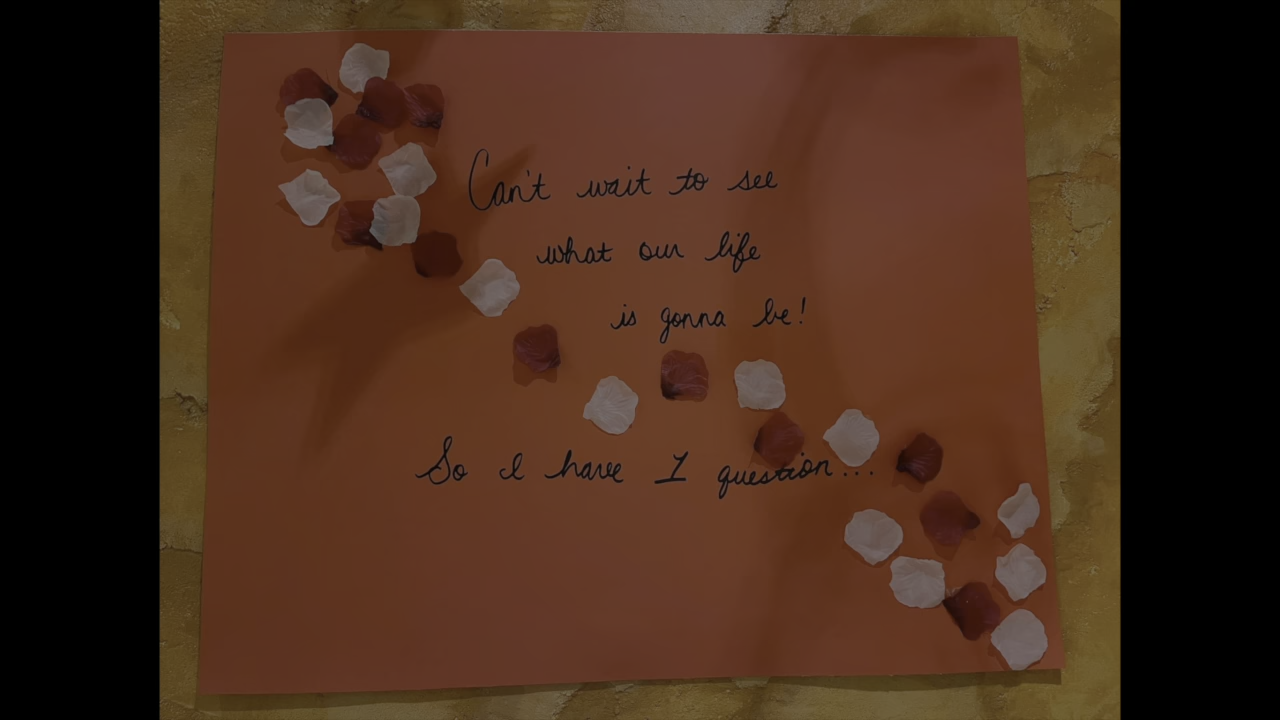 Can't wait to see
what our life
is gonna be!
So I have 1 question...